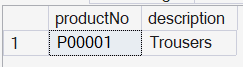 productNo description
1 P00001 Trousers